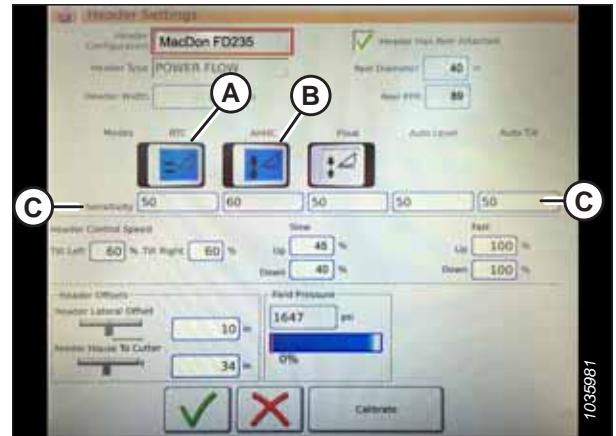 Header Settings
Header Configuration MacDon FD235
Header Has Reel Attached
Header Type POWER FLOW
Reel Diameter 40 in
Header Width
Reel PPR 89
A
B
Modes RTC AHHC Float Auto Level Auto Tilt
C Sensitivity 50 60 50 50 50 C
Header Control Speed Slow Fast
Tilt Left 60 % Tilt Right 60 % Up 45 % Up 100 %
Down 40 % Down 100 %
Header Offsets
Field Pressure
Header Lateral Offset
10 in
1647 psi
Feeder House To Cutter
34 in
0%
Calibrate
1035981